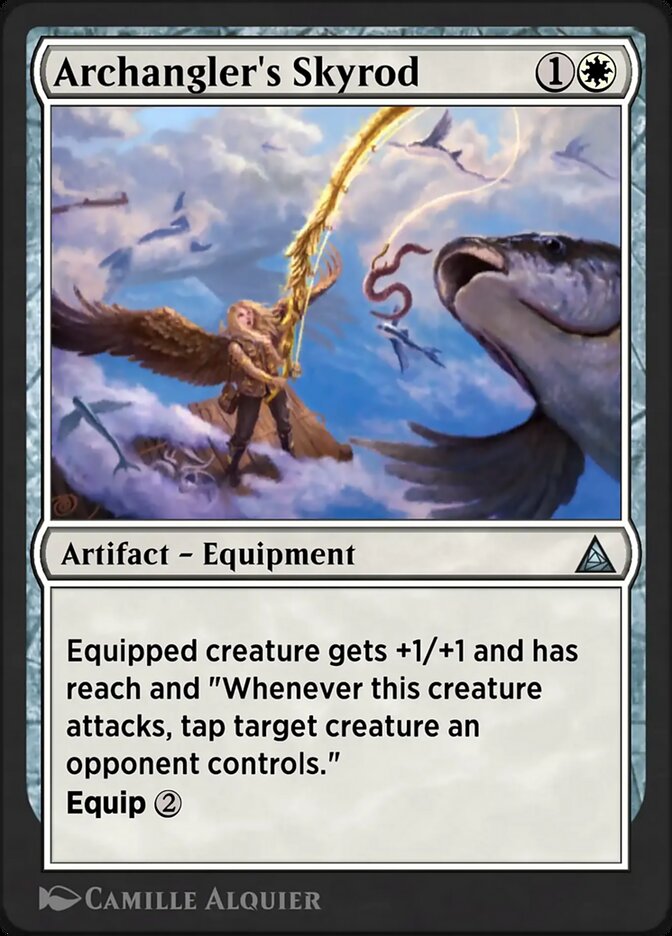 Archangler's Skyrod 1
Artifact – Equipment
Equipped creature gets +1/+1 and has
reach and "Whenever this creature
attacks, tap target creature an
opponent controls."
Equip 2
Camille Alquier